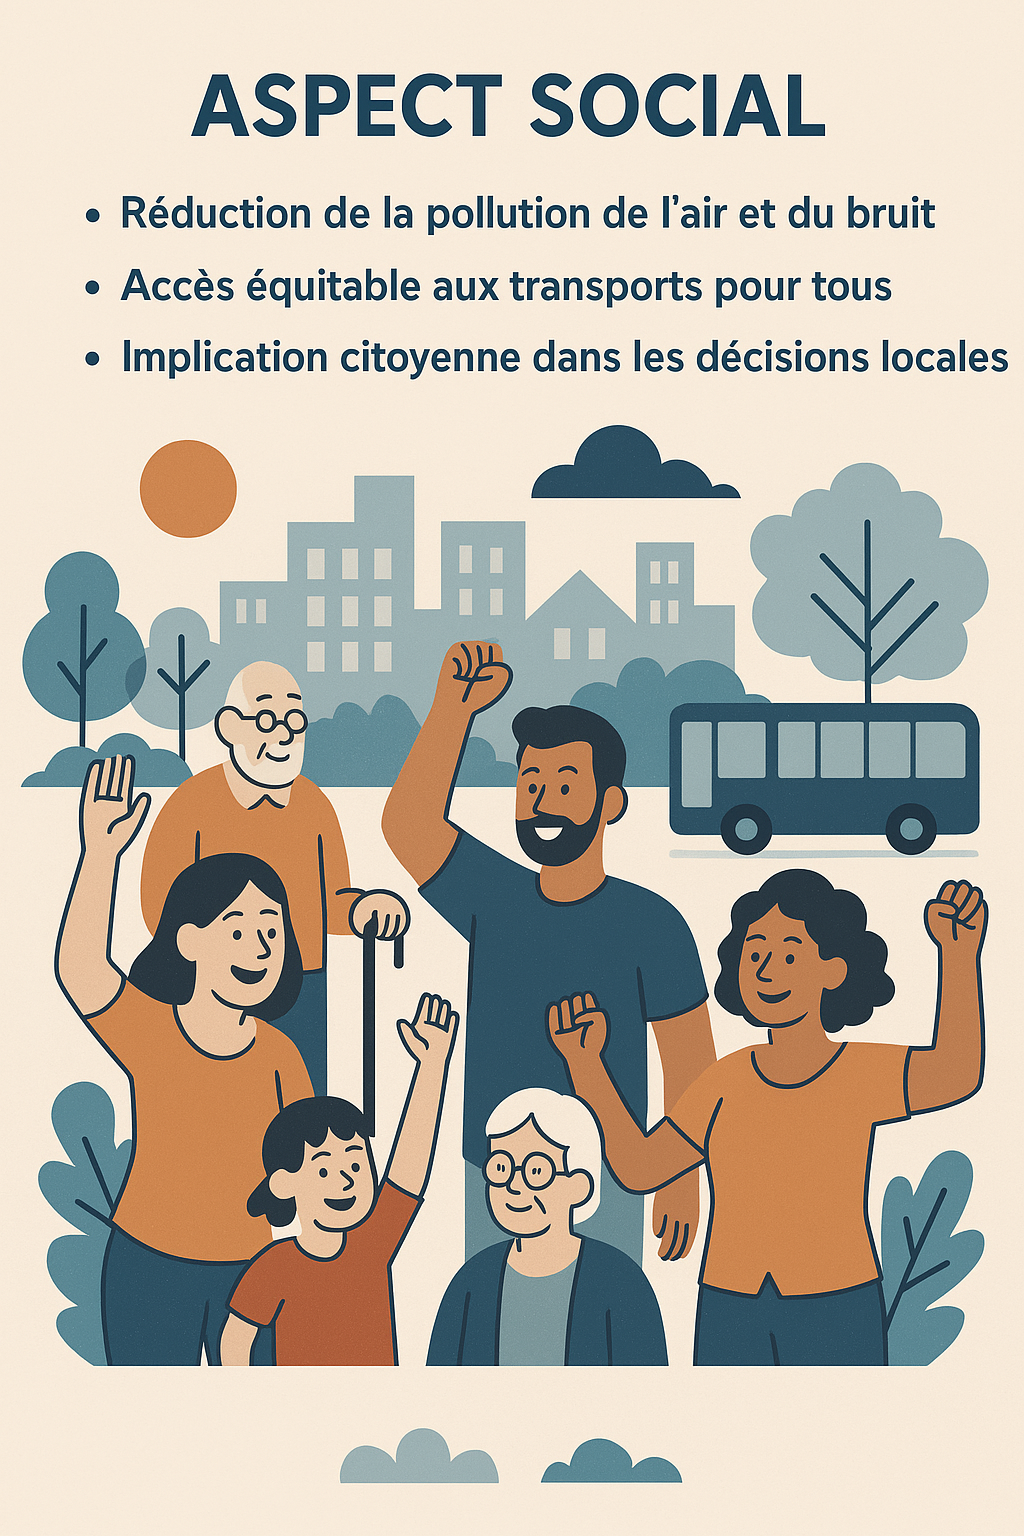 ASPECT SOCIAL
• Réduction de la pollution de l’air et du bruit
• Accès équitable aux transports pour tous
• Implication citoyenne dans les décisions locales